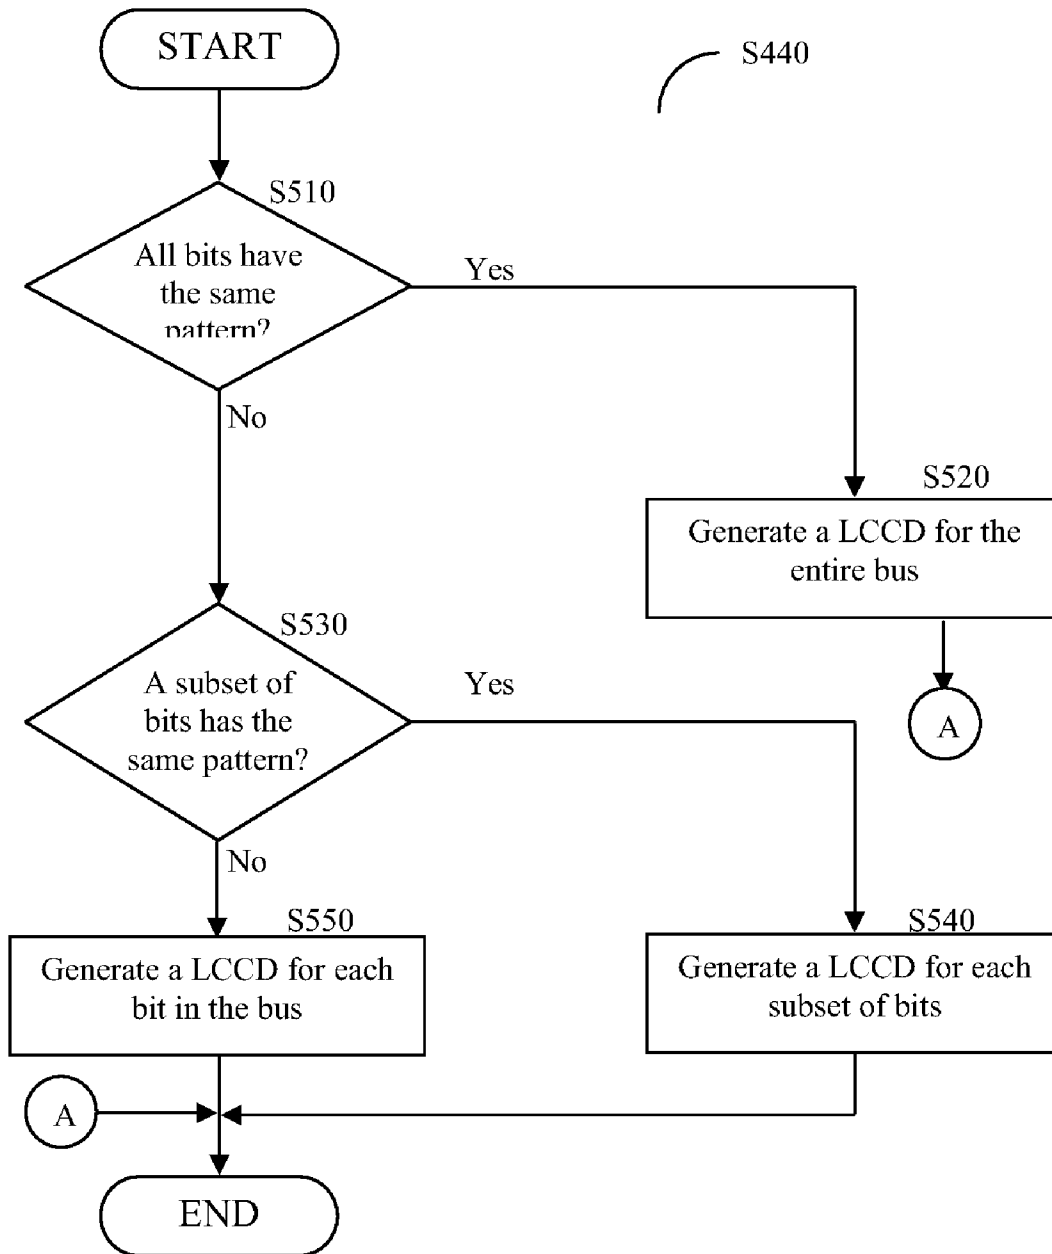 START
S440
S510
All bits have
the same
pattern?
Yes
No
S520
Generate a LCCD for the
entire bus
S530
A subset of
bits has the
same pattern?
Yes
A
No
S550
Generate a LCCD for each
bit in the bus
S540
Generate a LCCD for each
subset of bits
A
END